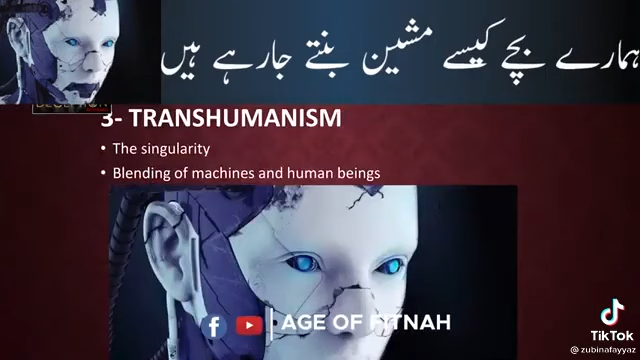 ہمارے بچے کیسے مشین بنتے جارہے ہیں
3- TRANSHUMANISM
• The singularity
• Blending of machines and human beings
AGE OF FITNAH
TikTok
@zubinafayyaz